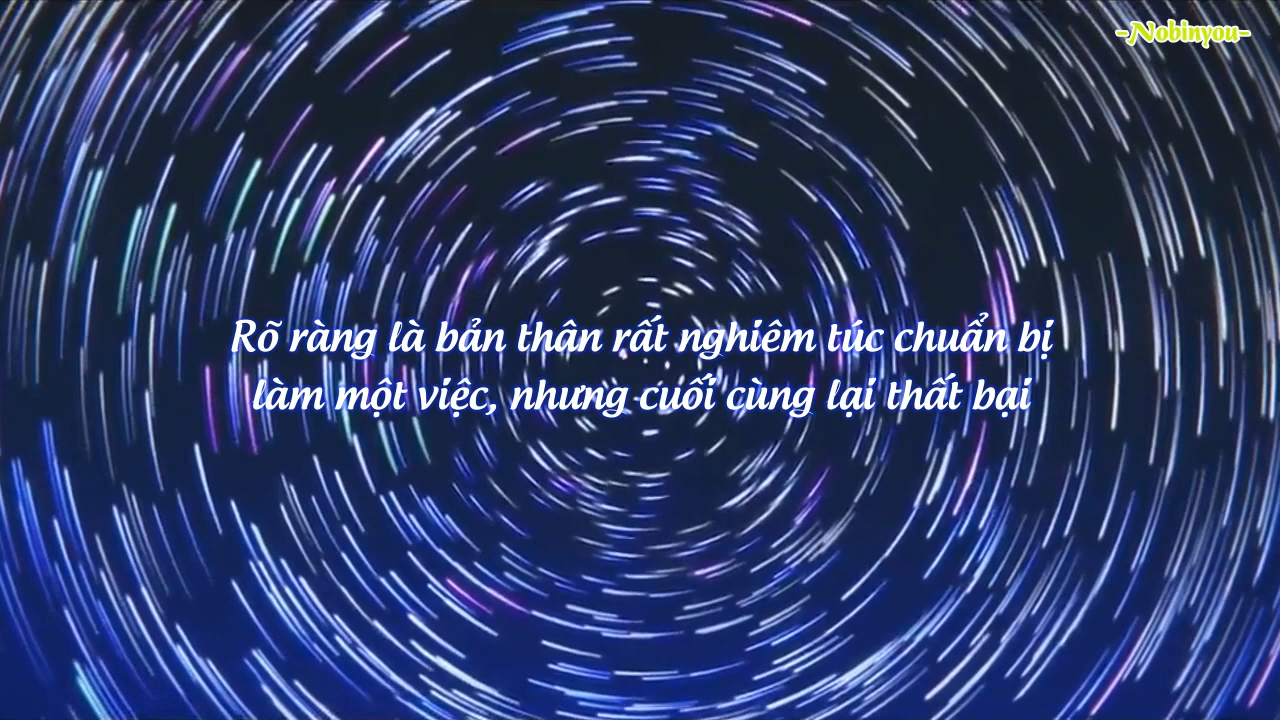 -Nobinyou-
Rõ ràng là bản thân rất nghiêm túc chuẩn bị
làm một việc, nhưng cuối cùng lại thất bại